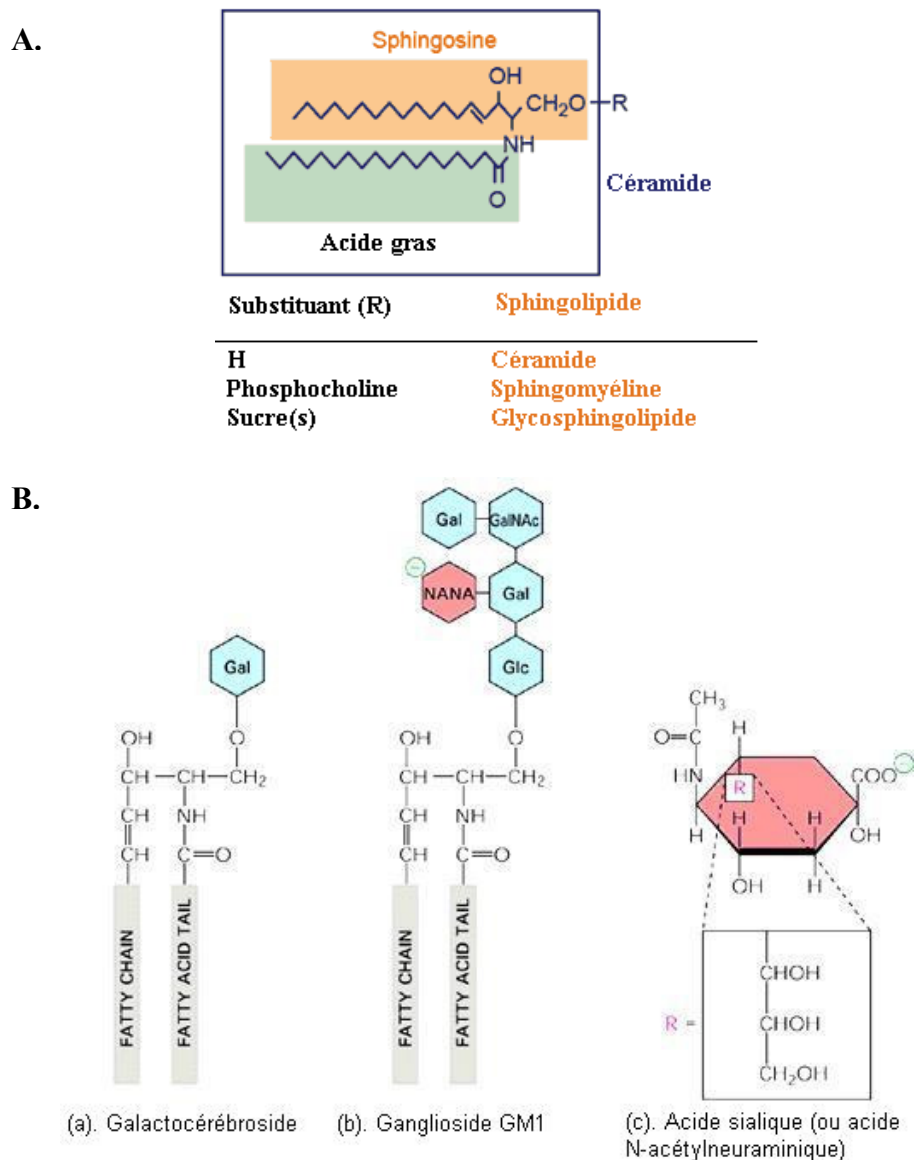 A.
Sphingosine
OH
CH₂O R
NH
O
Céramide
Acide gras
Substituant (R) Sphingolipide
H Céramide
Phosphocholine Sphingomyéline
Sucre(s) Glycosphingolipide
B.
Gal GalNAc
− NANA Gal
Gal Glc
OH O
CH CH CH₂
CH NH
CH C=O
FATTY CHAIN
FATTY ACID TAIL
(a). Galactocérébroside
OH O
CH CH CH₂
CH NH
CH C=O
FATTY CHAIN
FATTY ACID TAIL
(b). Ganglioside GM1
CH₃
O=C H
HN R COO −
H H H OH
OH H
R =
CHOH
CHOH
CH₂OH
(c). Acide sialique (ou acide
N-acétylneuraminique)